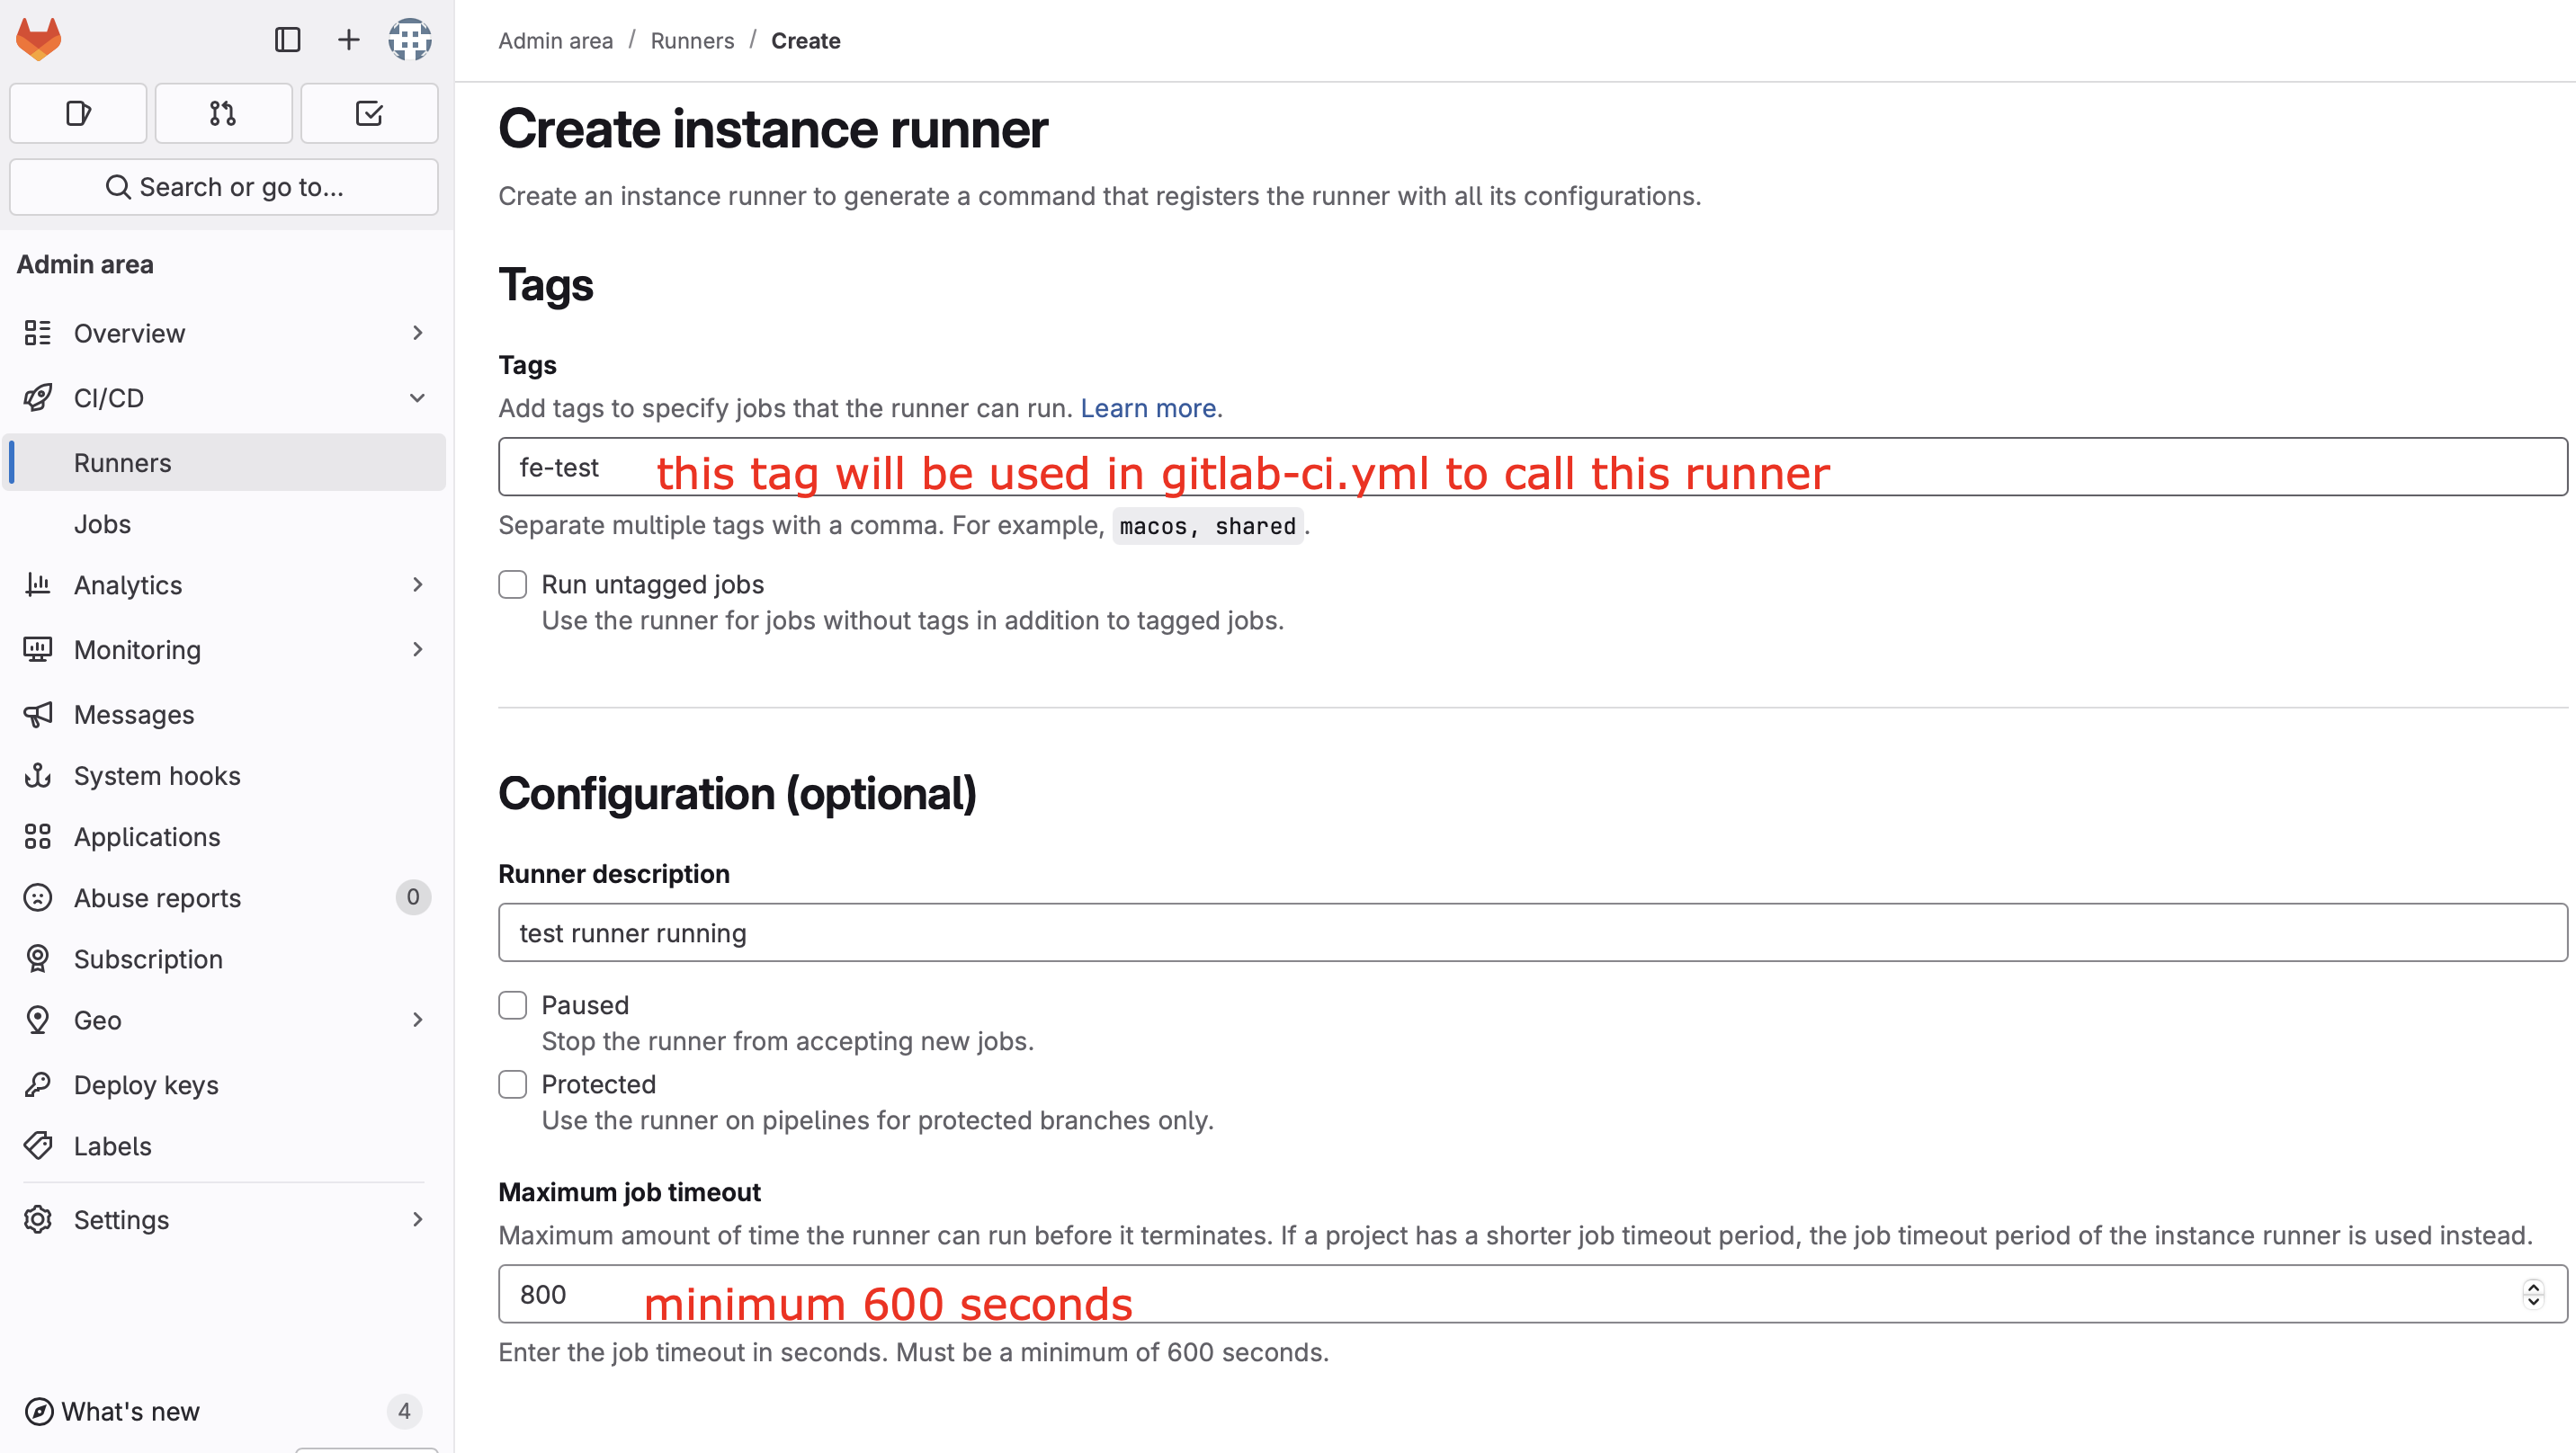 Admin area / Runners / Create
Search or go to...
Admin area
Overview
CI/CD
Runners
Jobs
Analytics
Monitoring
Messages
System hooks
Applications
Abuse reports 0
Subscription
Geo
Deploy keys
Labels
Settings
What's new 4
Create instance runner
Create an instance runner to generate a command that registers the runner with all its configurations.
Tags
Tags
Add tags to specify jobs that the runner can run. Learn more.
fe-test this tag will be used in gitlab-ci.yml to call this runner
Separate multiple tags with a comma. For example, macos, shared.
Run untagged jobs
Use the runner for jobs without tags in addition to tagged jobs.
Configuration (optional)
Runner description
test runner running
Paused
Stop the runner from accepting new jobs.
Protected
Use the runner on pipelines for protected branches only.
Maximum job timeout
Maximum amount of time the runner can run before it terminates. If a project has a shorter job timeout period, the job timeout period of the instance runner is used instead.
800 minimum 600 seconds
Enter the job timeout in seconds. Must be a minimum of 600 seconds.